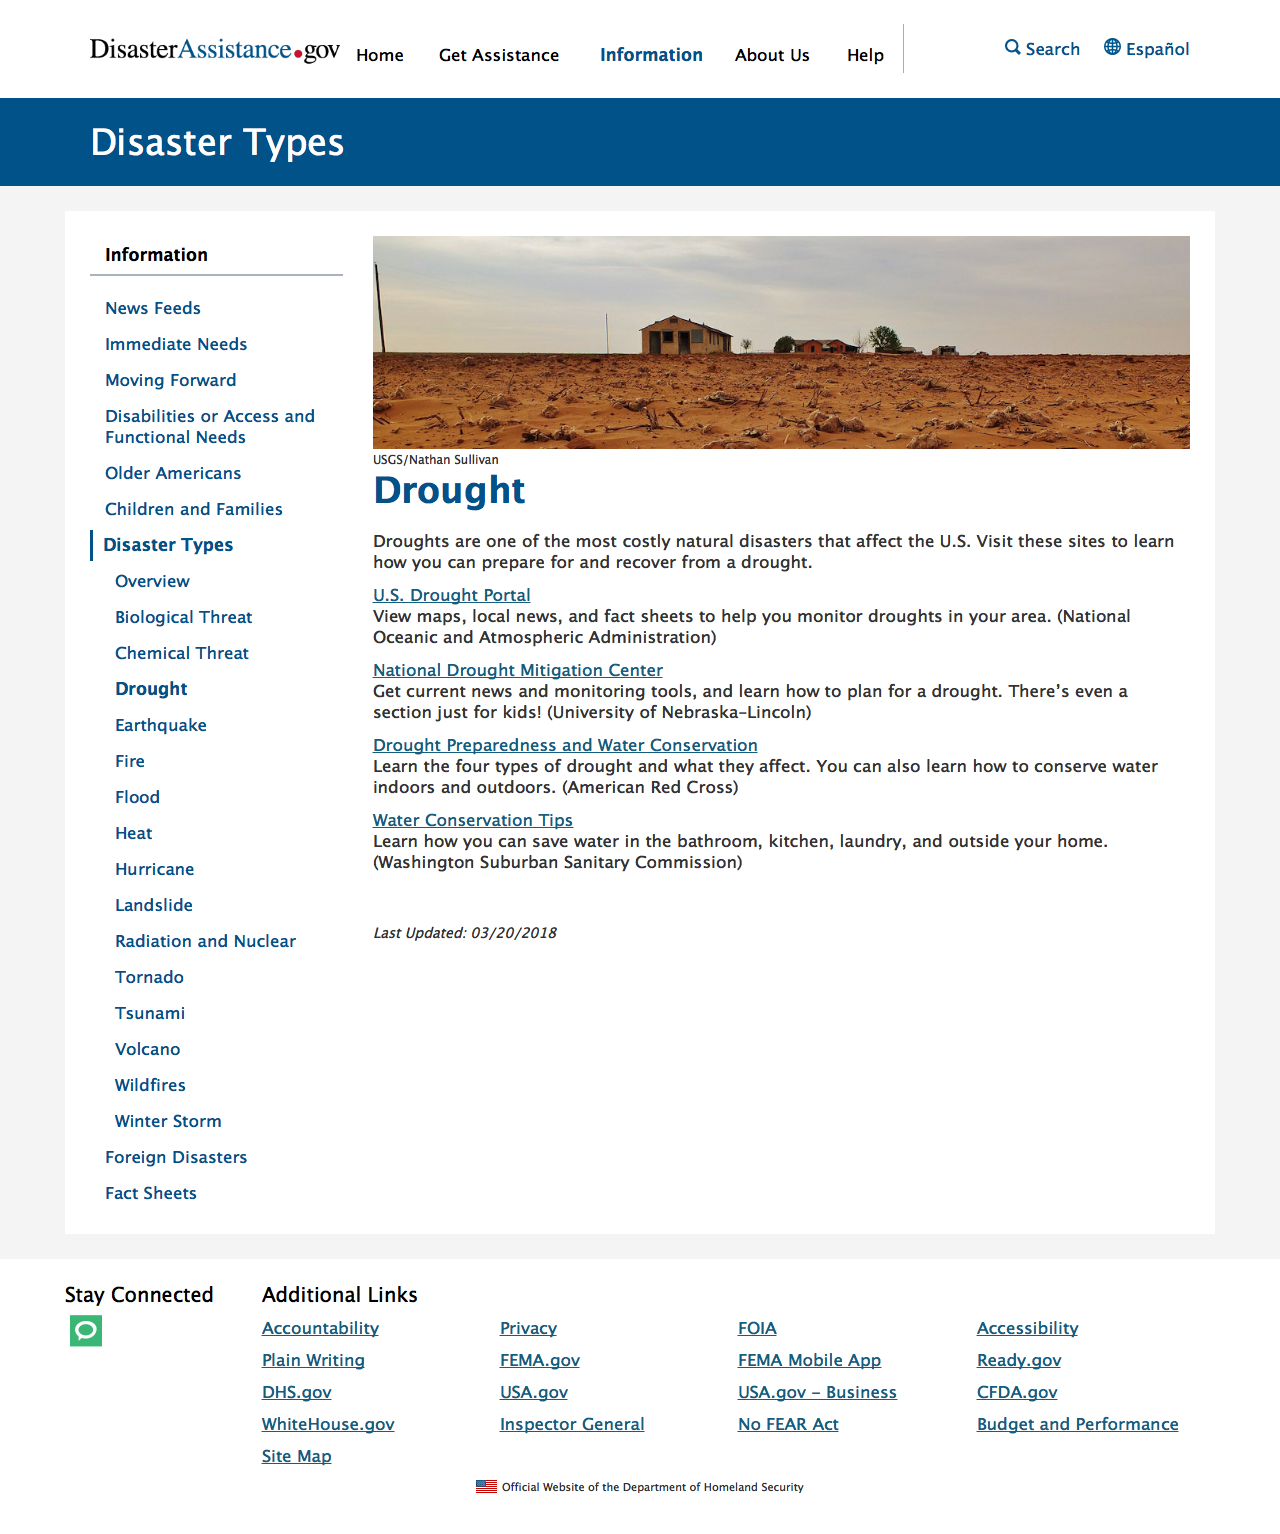 DisasterAssistance.gov Home Get Assistance Information About Us Help Search Español
Disaster Types
Information
News Feeds
Immediate Needs
Moving Forward
Disabilities or Access and
Functional Needs
Older Americans
Children and Families
Disaster Types
Overview
Biological Threat
Chemical Threat
Drought
Earthquake
Fire
Flood
Heat
Hurricane
Landslide
Radiation and Nuclear
Tornado
Tsunami
Volcano
Wildfires
Winter Storm
Foreign Disasters
Fact Sheets
USGS/Nathan Sullivan
Drought
Droughts are one of the most costly natural disasters that affect the U.S. Visit these sites to learn
how you can prepare for and recover from a drought.
U.S. Drought Portal
View maps, local news, and fact sheets to help you monitor droughts in your area. (National
Oceanic and Atmospheric Administration)
National Drought Mitigation Center
Get current news and monitoring tools, and learn how to plan for a drought. There’s even a
section just for kids! (University of Nebraska–Lincoln)
Drought Preparedness and Water Conservation
Learn the four types of drought and what they affect. You can also learn how to conserve water
indoors and outdoors. (American Red Cross)
Water Conservation Tips
Learn how you can save water in the bathroom, kitchen, laundry, and outside your home.
(Washington Suburban Sanitary Commission)
Last Updated: 03/20/2018
Stay Connected
Additional Links
Accountability Privacy FOIA Accessibility
Plain Writing FEMA.gov FEMA Mobile App Ready.gov
DHS.gov USA.gov USA.gov – Business CFDA.gov
WhiteHouse.gov Inspector General No FEAR Act Budget and Performance
Site Map
Official Website of the Department of Homeland Security